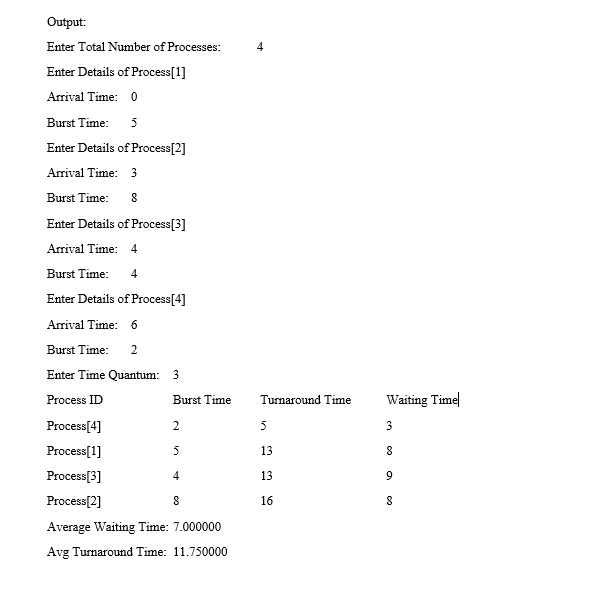 Output:
Enter Total Number of Processes: 4
Enter Details of Process[1]
Arrival Time: 0
Burst Time: 5
Enter Details of Process[2]
Arrival Time: 3
Burst Time: 8
Enter Details of Process[3]
Arrival Time: 4
Burst Time: 4
Enter Details of Process[4]
Arrival Time: 6
Burst Time: 2
Enter Time Quantum: 3
Process ID Burst Time Turnaround Time Waiting Time
Process[4] 2 5 3
Process[1] 5 13 8
Process[3] 4 13 9
Process[2] 8 16 8
Average Waiting Time: 7.000000
Avg Turnaround Time: 11.750000